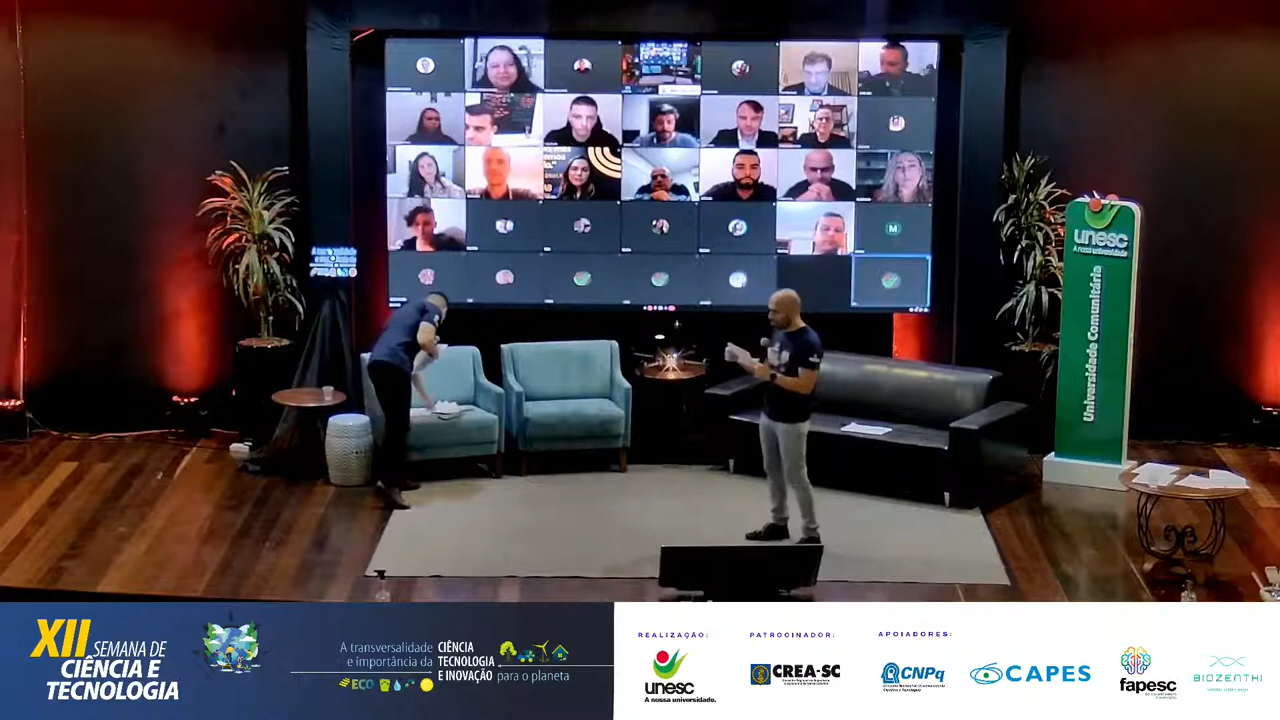 unesc
A nossa universidade.
Universidade Comunitária
M
XII SEMANA DE
CIÊNCIA E
TECNOLOGIA
A transversalidade
e importância da
CIÊNCIA
TECNOLOGIA
E INOVAÇÃO
para o planeta
ECO
REALIZAÇÃO:
unesc
A nossa universidade.
PATROCINADOR:
CREA-SC
APOIADORES:
CNPq
CAPES
fapesc
BIOZENTHI